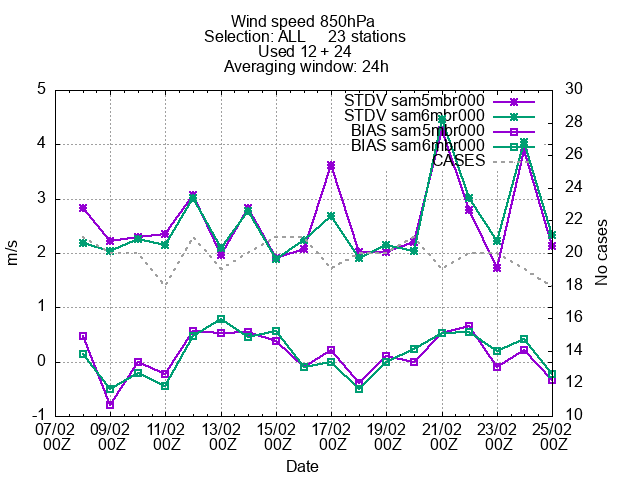 Wind speed 850hPa
Selection: ALL 23 stations
Used 12 + 24
Averaging window: 24h
STDV sam5mbr000
STDV sam6mbr000
BIAS sam5mbr000
BIAS sam6mbr000
CASES
m/s
5
4
3
2
1
0
-1
No cases
30
28
26
24
22
20
18
16
14
12
10
07/02 09/02 11/02 13/02 15/02 17/02 19/02 21/02 23/02 25/02
00Z 00Z 00Z 00Z 00Z 00Z 00Z 00Z 00Z 00Z
Date